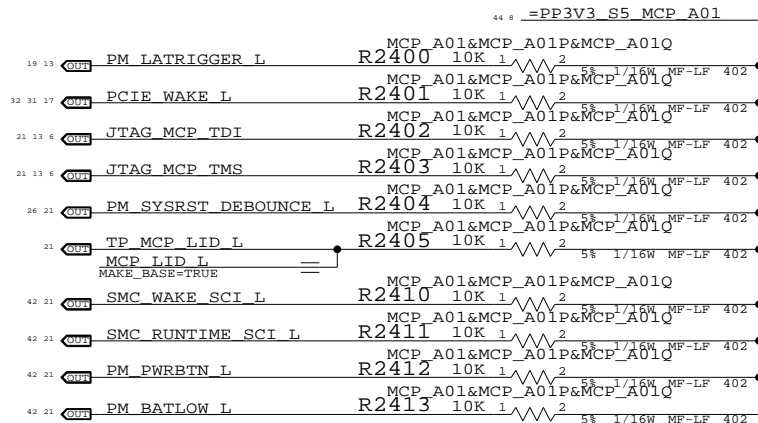 44 8 =PP3V3_S5_MCP_A01
MCP_A01&MCP_A01P&MCP_A01Q
19 13 OUT PM_LATRIGGER_L R2400 10K 1 2
5% 1/16W MF-LF 402
MCP_A01&MCP_A01P&MCP_A01Q
32 31 17 OUT PCIE_WAKE_L R2401 10K 1 2
5% 1/16W MF-LF 402
MCP_A01&MCP_A01P&MCP_A01Q
21 13 6 OUT JTAG_MCP_TDI R2402 10K 1 2
5% 1/16W MF-LF 402
MCP_A01&MCP_A01P&MCP_A01Q
21 13 6 OUT JTAG_MCP_TMS R2403 10K 1 2
5% 1/16W MF-LF 402
MCP_A01&MCP_A01P&MCP_A01Q
26 21 OUT PM_SYSRST_DEBOUNCE_L R2404 10K 1 2
5% 1/16W MF-LF 402
MCP_A01&MCP_A01P&MCP_A01Q
21 OUT TP_MCP_LID_L R2405 10K 1 2
5% 1/16W MF-LF 402
MCP_LID_L
MAKE_BASE=TRUE
MCP_A01&MCP_A01P&MCP_A01Q
42 21 OUT SMC_WAKE_SCI_L R2410 10K 1 2
5% 1/16W MF-LF 402
MCP_A01&MCP_A01P&MCP_A01Q
42 21 OUT SMC_RUNTIME_SCI_L R2411 10K 1 2
5% 1/16W MF-LF 402
MCP_A01&MCP_A01P&MCP_A01Q
42 21 OUT PM_PWRBTN_L R2412 10K 1 2
5% 1/16W MF-LF 402
MCP_A01&MCP_A01P&MCP_A01Q
42 21 OUT PM_BATLOW_L R2413 10K 1 2
5% 1/16W MF-LF 402